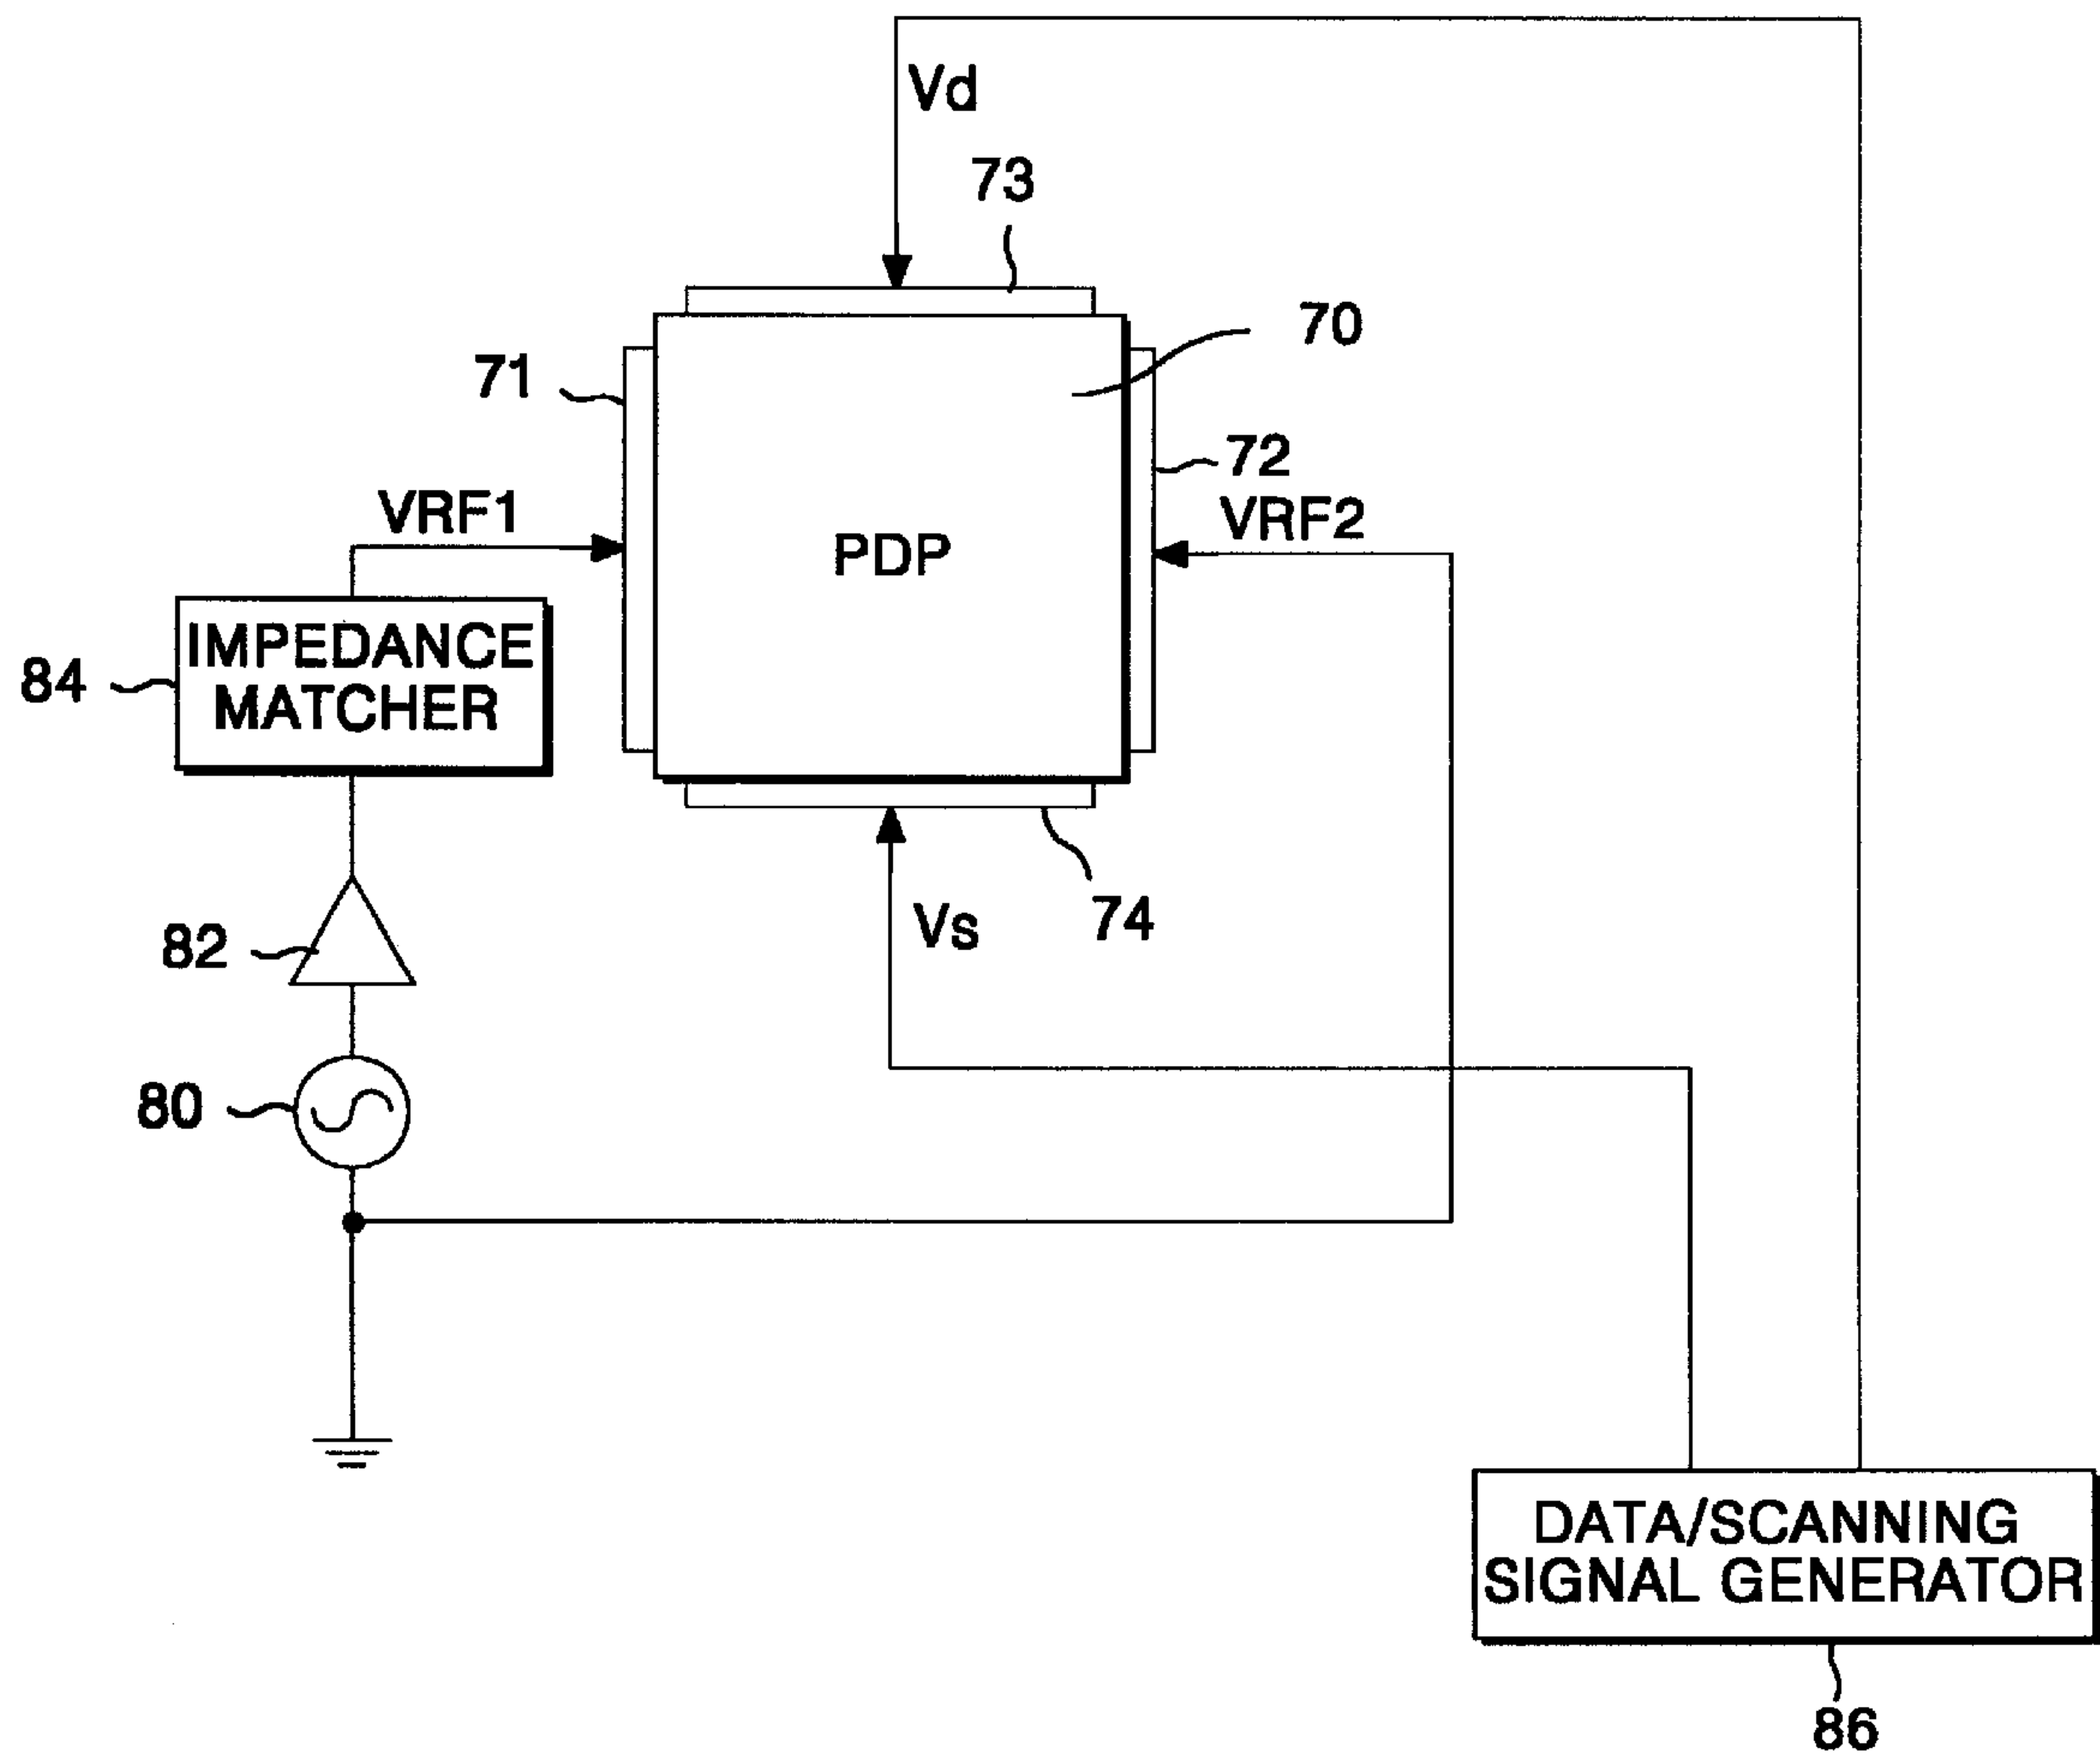 Vd
73
70
71
72
VRF1
VRF2
PDP
IMPEDANCE
MATCHER
84
74
Vs
82
80
DATA/SCANNING
SIGNAL GENERATOR
86